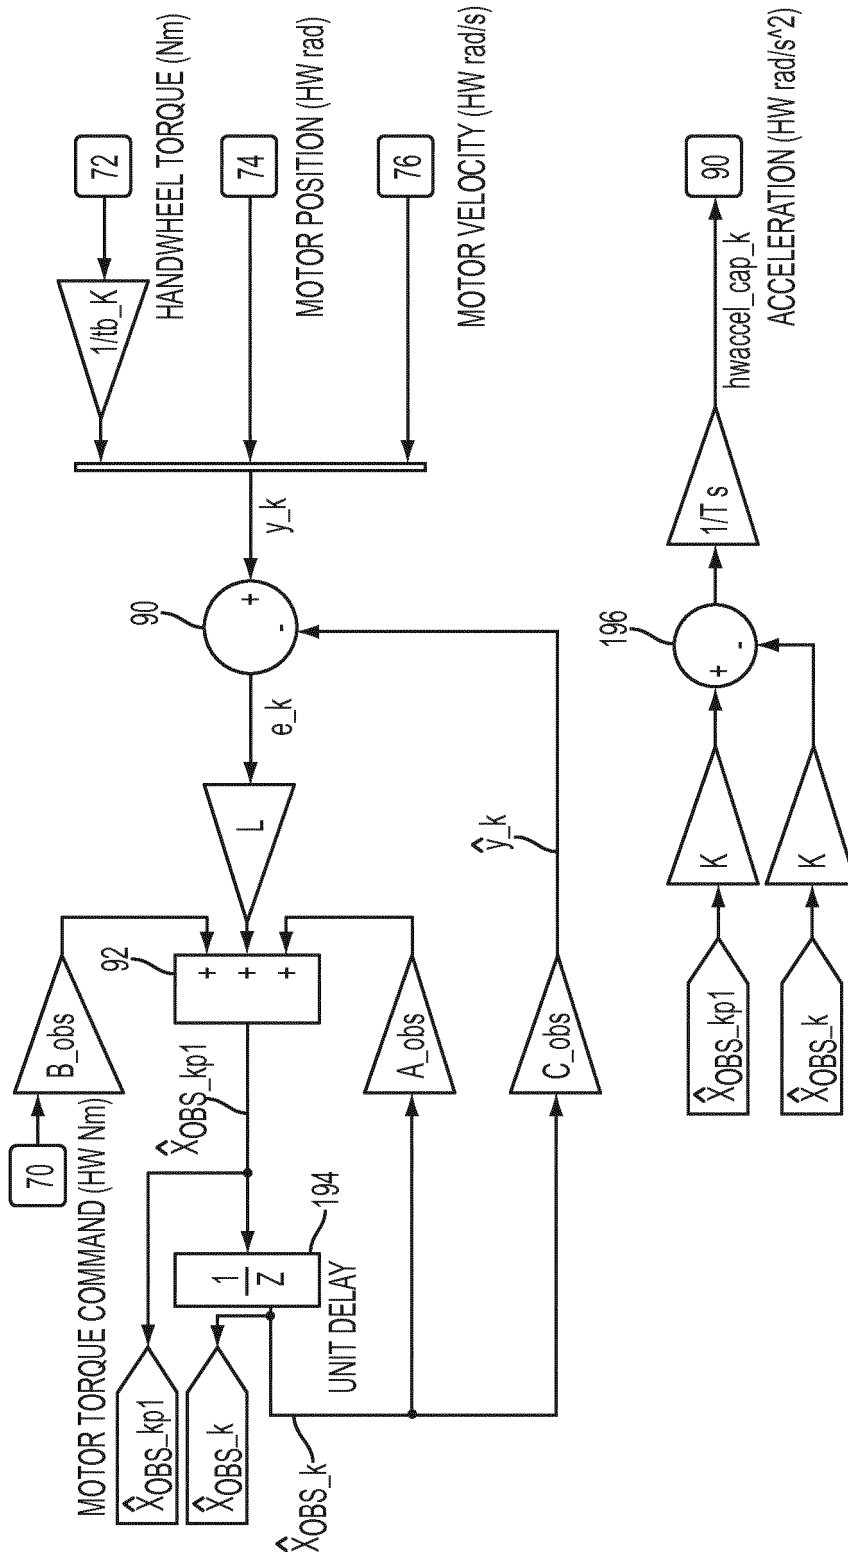 72
HANDWHEEL TORQUE (Nm)
1/tb_K
74
MOTOR POSITION (HW rad)
76
MOTOR VELOCITY (HW rad/s)
y_k
90
+
-
e_k
L
70
MOTOR TORQUE COMMAND (HW Nm)
B_obs
92
+
+
+
X̂OBS_kp1
X̂OBS_kp1
X̂OBS_k
1
Z
194
UNIT DELAY
X̂OBS_k
A_obs
C_obs
ŷ_k
X̂OBS_kp1
X̂OBS_k
K
K
196
+
-
1/T s
hwaccel_cap_k
90
ACCELERATION (HW rad/s^2)